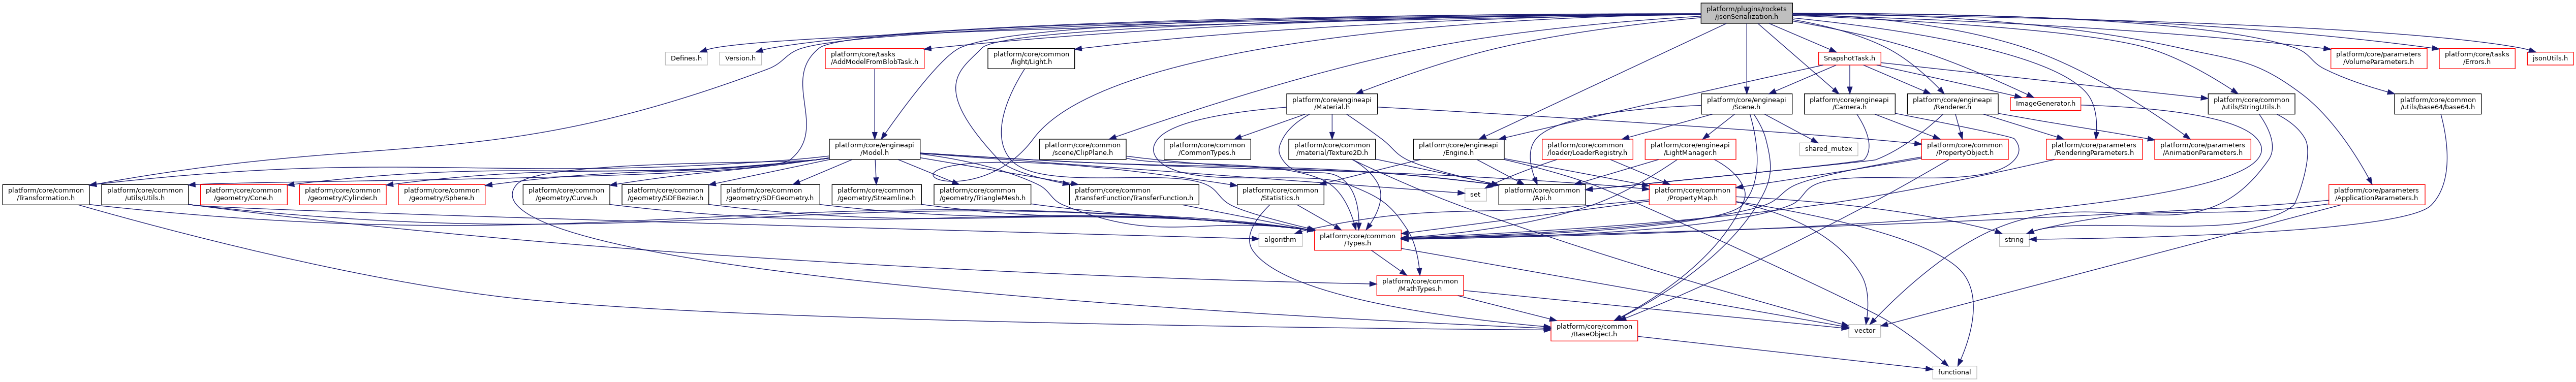 platform/plugins/rockets
/jsonSerialization.h
Defines.h
Version.h
platform/core/tasks
/AddModelFromBlobTask.h
platform/core/common
/light/Light.h
SnapshotTask.h
platform/core/parameters
/VolumeParameters.h
platform/core/tasks
/Errors.h
jsonUtils.h
platform/core/engineapi
/Material.h
platform/core/engineapi
/Scene.h
platform/core/engineapi
/Camera.h
platform/core/engineapi
/Renderer.h
ImageGenerator.h
platform/core/common
/utils/StringUtils.h
platform/core/common
/utils/base64/base64.h
platform/core/engineapi
/Model.h
platform/core/common
/scene/ClipPlane.h
platform/core/common
/CommonTypes.h
platform/core/common
/material/Texture2D.h
platform/core/engineapi
/Engine.h
platform/core/common
/loader/LoaderRegistry.h
platform/core/engineapi
/LightManager.h
shared_mutex
platform/core/common
/PropertyObject.h
platform/core/parameters
/RenderingParameters.h
platform/core/parameters
/AnimationParameters.h
platform/core/common
/Transformation.h
platform/core/common
/utils/Utils.h
platform/core/common
/geometry/Cone.h
platform/core/common
/geometry/Cylinder.h
platform/core/common
/geometry/Sphere.h
platform/core/common
/geometry/Curve.h
platform/core/common
/geometry/SDFBezier.h
platform/core/common
/geometry/SDFGeometry.h
platform/core/common
/geometry/Streamline.h
platform/core/common
/geometry/TriangleMesh.h
platform/core/common
/transferFunction/TransferFunction.h
platform/core/common
/Statistics.h
set
platform/core/common
/Api.h
platform/core/common
/PropertyMap.h
platform/core/parameters
/ApplicationParameters.h
algorithm
platform/core/common
/Types.h
string
platform/core/common
/MathTypes.h
platform/core/common
/BaseObject.h
vector
functional